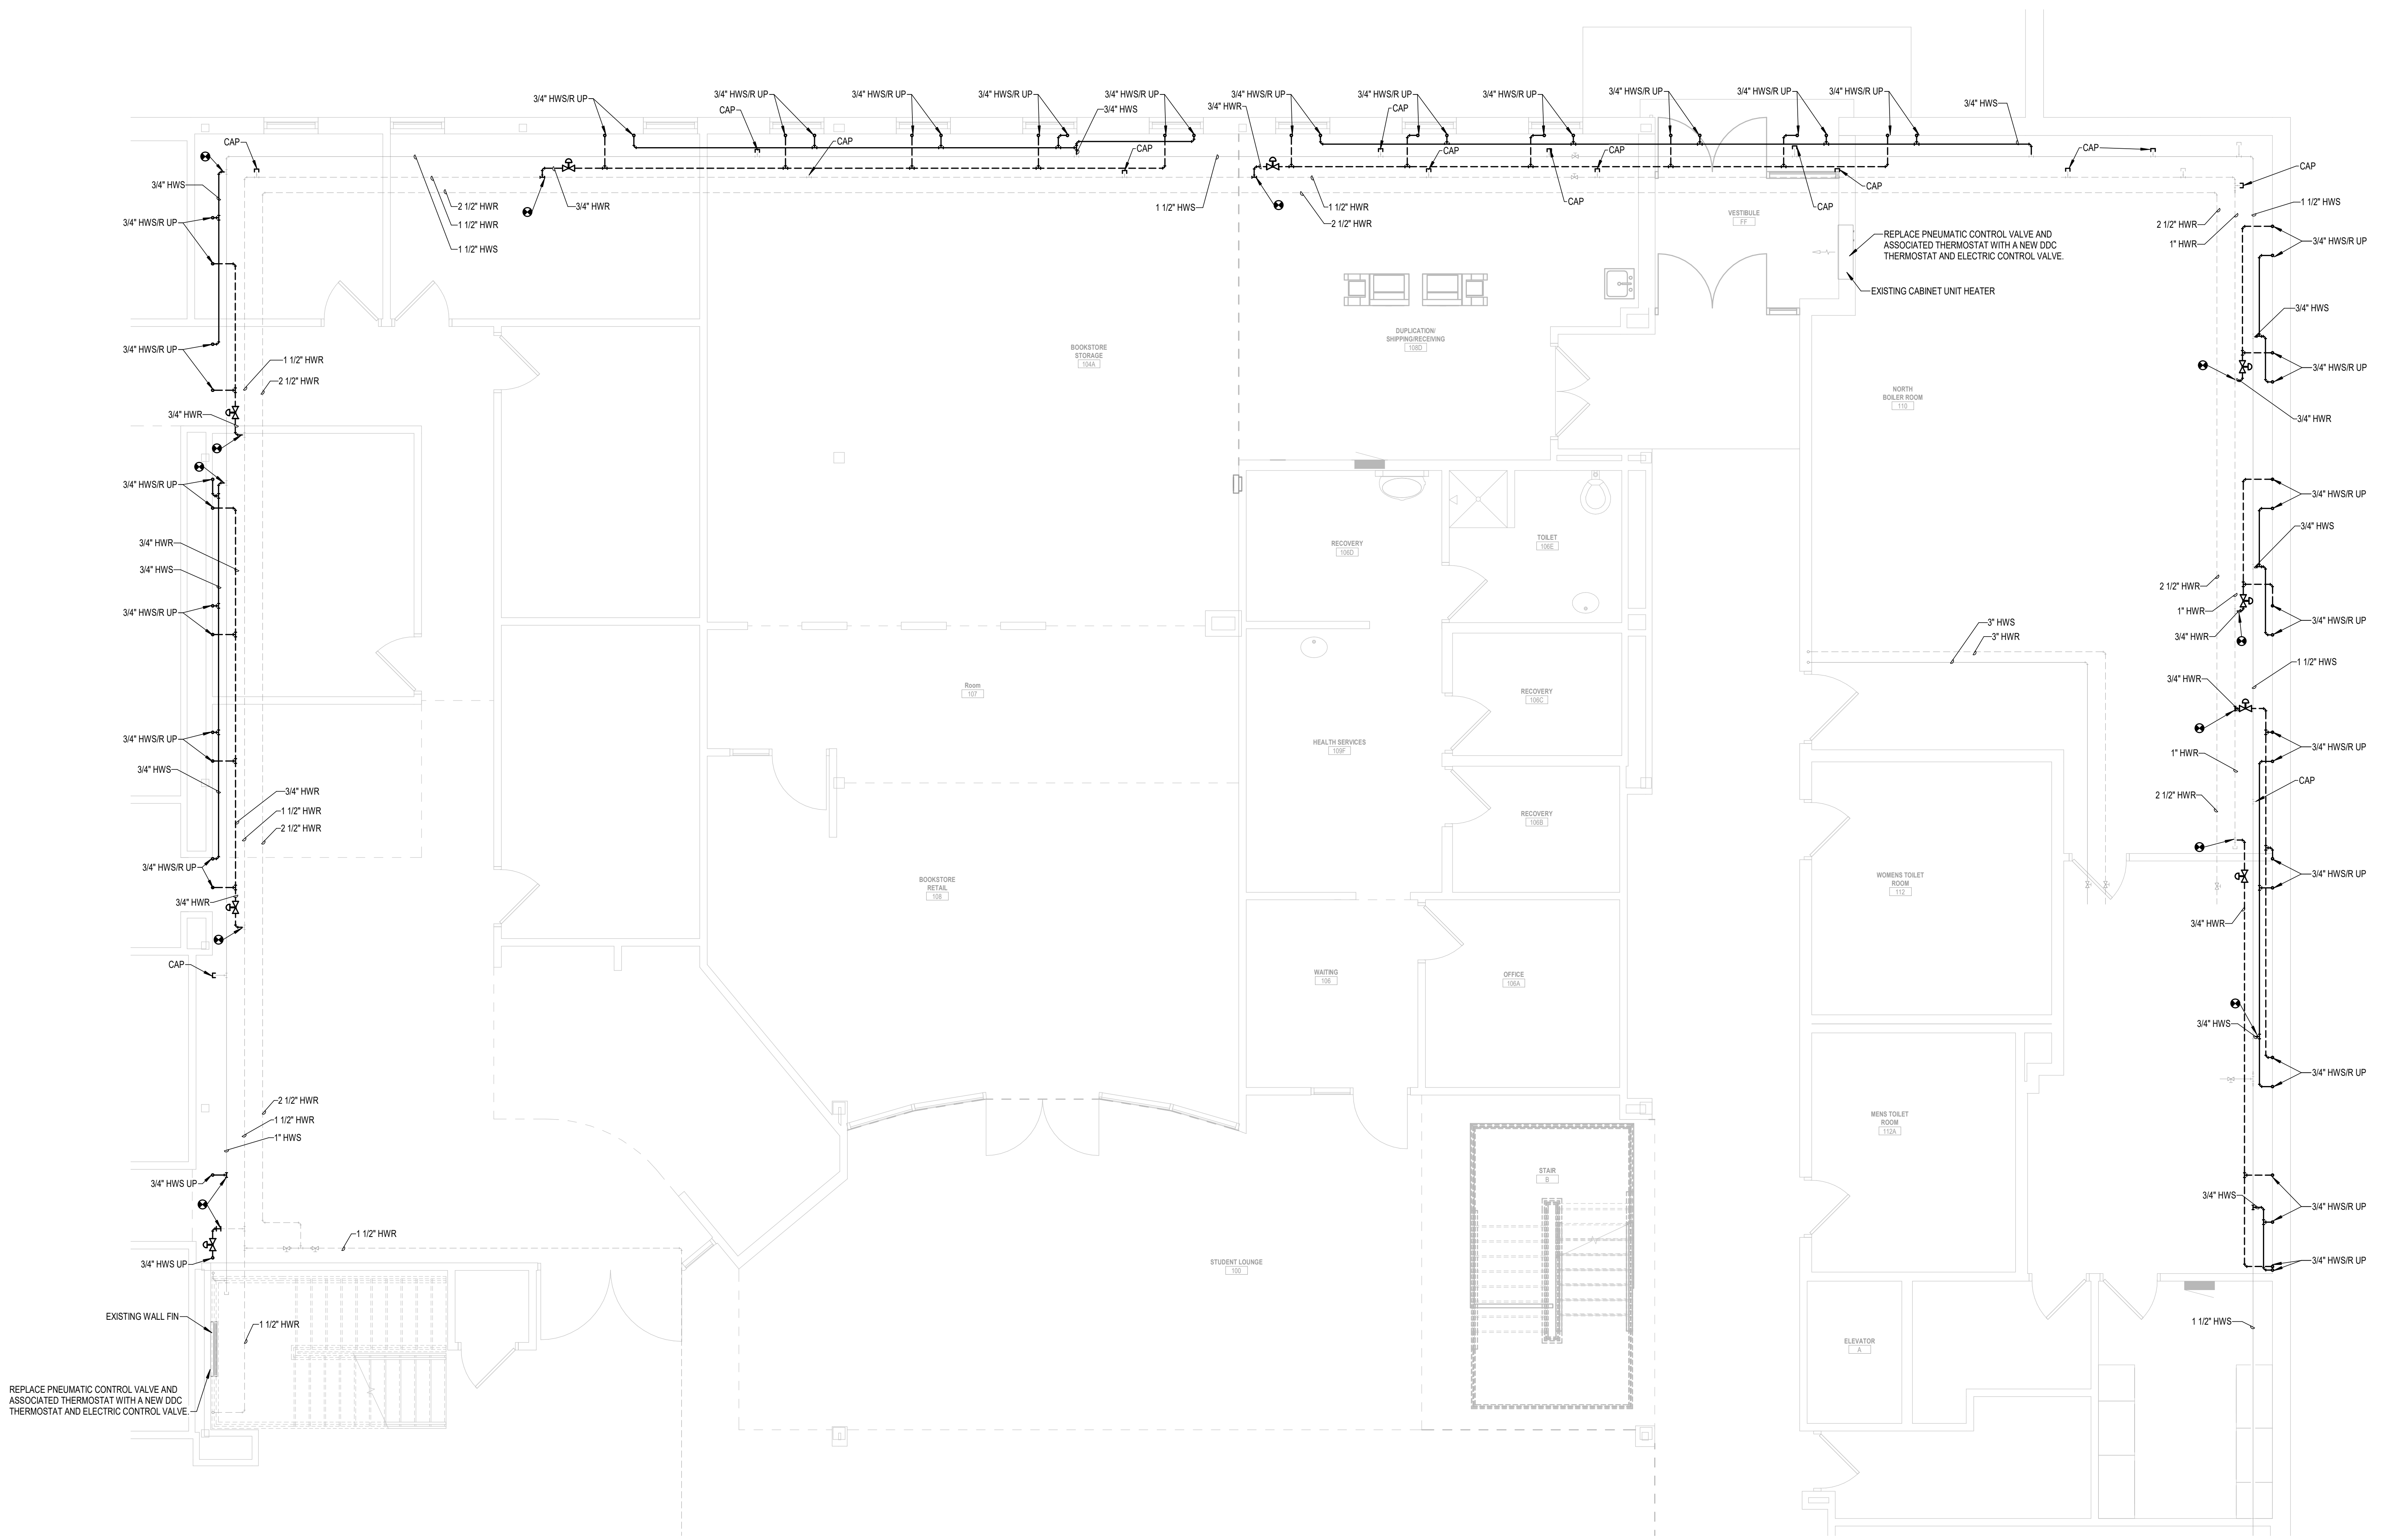 3/4" HWS/R UP
3/4" HWS/R UP
3/4" HWS/R UP
3/4" HWS/R UP
3/4" HWS/R UP
3/4" HWS/R UP
3/4" HWS/R UP
3/4" HWS/R UP
3/4" HWS/R UP
3/4" HWS/R UP
3/4" HWS/R UP
3/4" HWS
CAP
3/4" HWS
3/4" HWR
CAP
CAP
CAP
CAP
CAP
CAP
CAP
CAP
CAP
CAP
CAP
CAP
3/4" HWS
3/4" HWS/R UP
2 1/2" HWR
1 1/2" HWR
1 1/2" HWS
3/4" HWR
1 1/2" HWS
1 1/2" HWR
2 1/2" HWR
VESTIBULE
FF
REPLACE PNEUMATIC CONTROL VALVE AND
ASSOCIATED THERMOSTAT WITH A NEW DDC
THERMOSTAT AND ELECTRIC CONTROL VALVE.
EXISTING CABINET UNIT HEATER
1 1/2" HWS
2 1/2" HWR
1" HWR
3/4" HWS/R UP
3/4" HWS
3/4" HWS/R UP
3/4" HWR
3/4" HWS/R UP
1 1/2" HWR
2 1/2" HWR
3/4" HWR
BOOKSTORE
STORAGE
104A
DUPLICATION/
SHIPPING/RECEIVING
108D
NORTH
BOILER ROOM
110
3/4" HWS/R UP
3/4" HWR
3/4" HWS
3/4" HWS/R UP
RECOVERY
106D
TOILET
106E
3/4" HWS/R UP
3/4" HWS
2 1/2" HWR
1" HWR
3/4" HWR
3/4" HWS/R UP
3" HWS
3" HWR
1 1/2" HWS
3/4" HWR
Room
107
RECOVERY
106C
HEALTH SERVICES
109F
3/4" HWS/R UP
3/4" HWS
3/4" HWR
1 1/2" HWR
2 1/2" HWR
3/4" HWS/R UP
1" HWR
CAP
2 1/2" HWR
RECOVERY
106B
3/4" HWS/R UP
3/4" HWR
BOOKSTORE
RETAIL
108
WOMENS TOILET
ROOM
112
3/4" HWS/R UP
3/4" HWR
CAP
WAITING
106
OFFICE
106A
3/4" HWS
3/4" HWS/R UP
2 1/2" HWR
1 1/2" HWR
1" HWS
MENS TOILET
ROOM
112A
3/4" HWS UP
STAIR
B
3/4" HWS
3/4" HWS/R UP
1 1/2" HWR
3/4" HWS UP
STUDENT LOUNGE
100
3/4" HWS/R UP
EXISTING WALL FIN
1 1/2" HWR
1 1/2" HWS
ELEVATOR
A
REPLACE PNEUMATIC CONTROL VALVE AND
ASSOCIATED THERMOSTAT WITH A NEW DDC
THERMOSTAT AND ELECTRIC CONTROL VALVE.